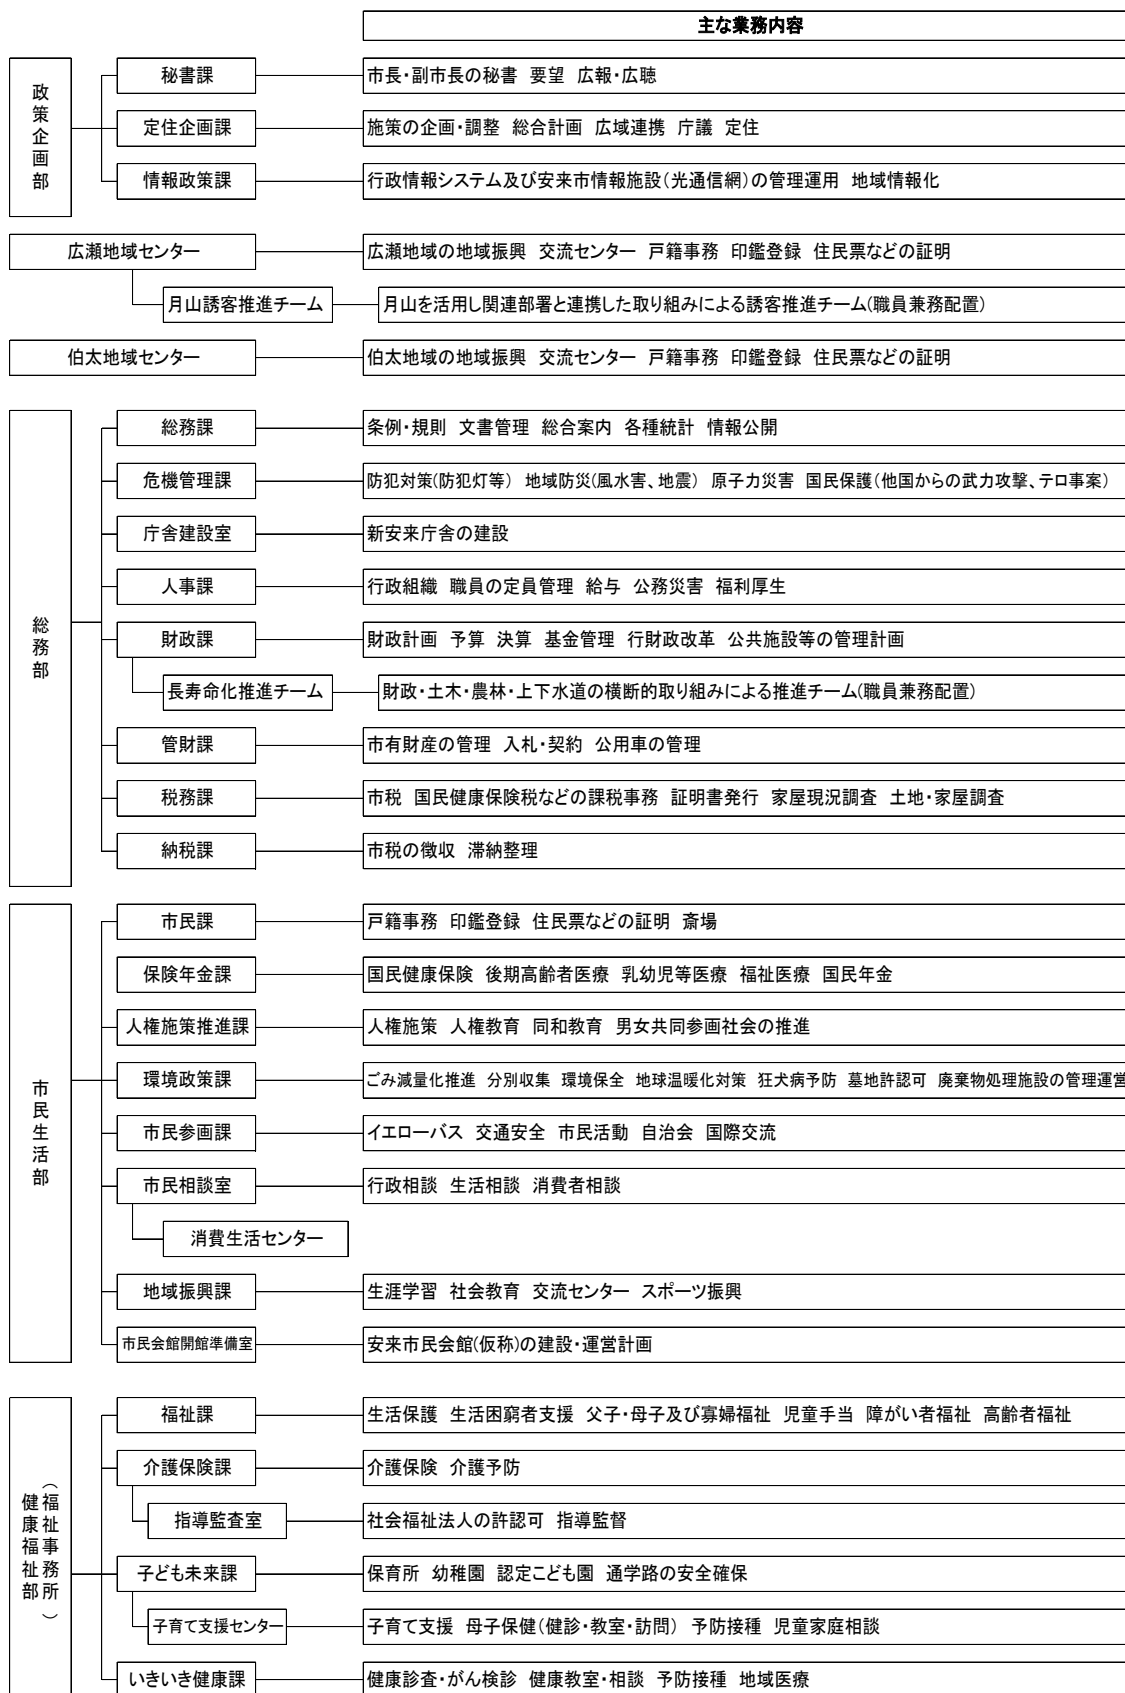 主な業務内容
政策企画部
秘書課 市長・副市長の秘書 要望 広報・広聴
定住企画課 施策の企画・調整 総合計画 広域連携 庁議 定住
情報政策課 行政情報システム及び安来市情報施設（光通信網）の管理運用 地域情報化
広瀬地域センター 広瀬地域の地域振興 交流センター 戸籍事務 印鑑登録 住民票などの証明
月山誘客推進チーム 月山を活用し関連部署と連携した取り組みによる誘客推進チーム(職員兼務配置)
伯太地域センター 伯太地域の地域振興 交流センター 戸籍事務 印鑑登録 住民票などの証明
総務部
総務課 条例・規則 文書管理 総合案内 各種統計 情報公開
危機管理課 防犯対策(防犯灯等) 地域防災(風水害、地震) 原子力災害 国民保護(他国からの武力攻撃、テロ事案)
庁舎建設室 新安来庁舎の建設
人事課 行政組織 職員の定員管理 給与 公務災害 福利厚生
財政課 財政計画 予算 決算 基金管理 行財政改革 公共施設等の管理計画
長寿命化推進チーム 財政・土木・農林・上下水道の横断的取り組みによる推進チーム(職員兼務配置)
管財課 市有財産の管理 入札・契約 公用車の管理
税務課 市税 国民健康保険税などの課税事務 証明書発行 家屋現況調査 土地・家屋調査
納税課 市税の徴収 滞納整理
市民生活部
市民課 戸籍事務 印鑑登録 住民票などの証明 斎場
保険年金課 国民健康保険 後期高齢者医療 乳幼児等医療 福祉医療 国民年金
人権施策推進課 人権施策 人権教育 同和教育 男女共同参画社会の推進
環境政策課 ごみ減量化推進 分別収集 環境保全 地球温暖化対策 狂犬病予防 墓地許認可 廃棄物処理施設の管理運営
市民参画課 イエローバス 交通安全 市民活動 自治会 国際交流
市民相談室 行政相談 生活相談 消費者相談
消費生活センター
地域振興課 生涯学習 社会教育 交流センター スポーツ振興
市民会館開館準備室 安来市民会館(仮称)の建設・運営計画
健康福祉部
（福祉事務所）
福祉課 生活保護 生活困窮者支援 父子・母子及び寡婦福祉 児童手当 障がい者福祉 高齢者福祉
介護保険課 介護保険 介護予防
指導監査室 社会福祉法人の許認可 指導監督
子ども未来課 保育所 幼稚園 認定こども園 通学路の安全確保
子育て支援センター 子育て支援 母子保健（健診・教室・訪問） 予防接種 児童家庭相談
いきいき健康課 健康診査・がん検診 健康教室・相談 予防接種 地域医療